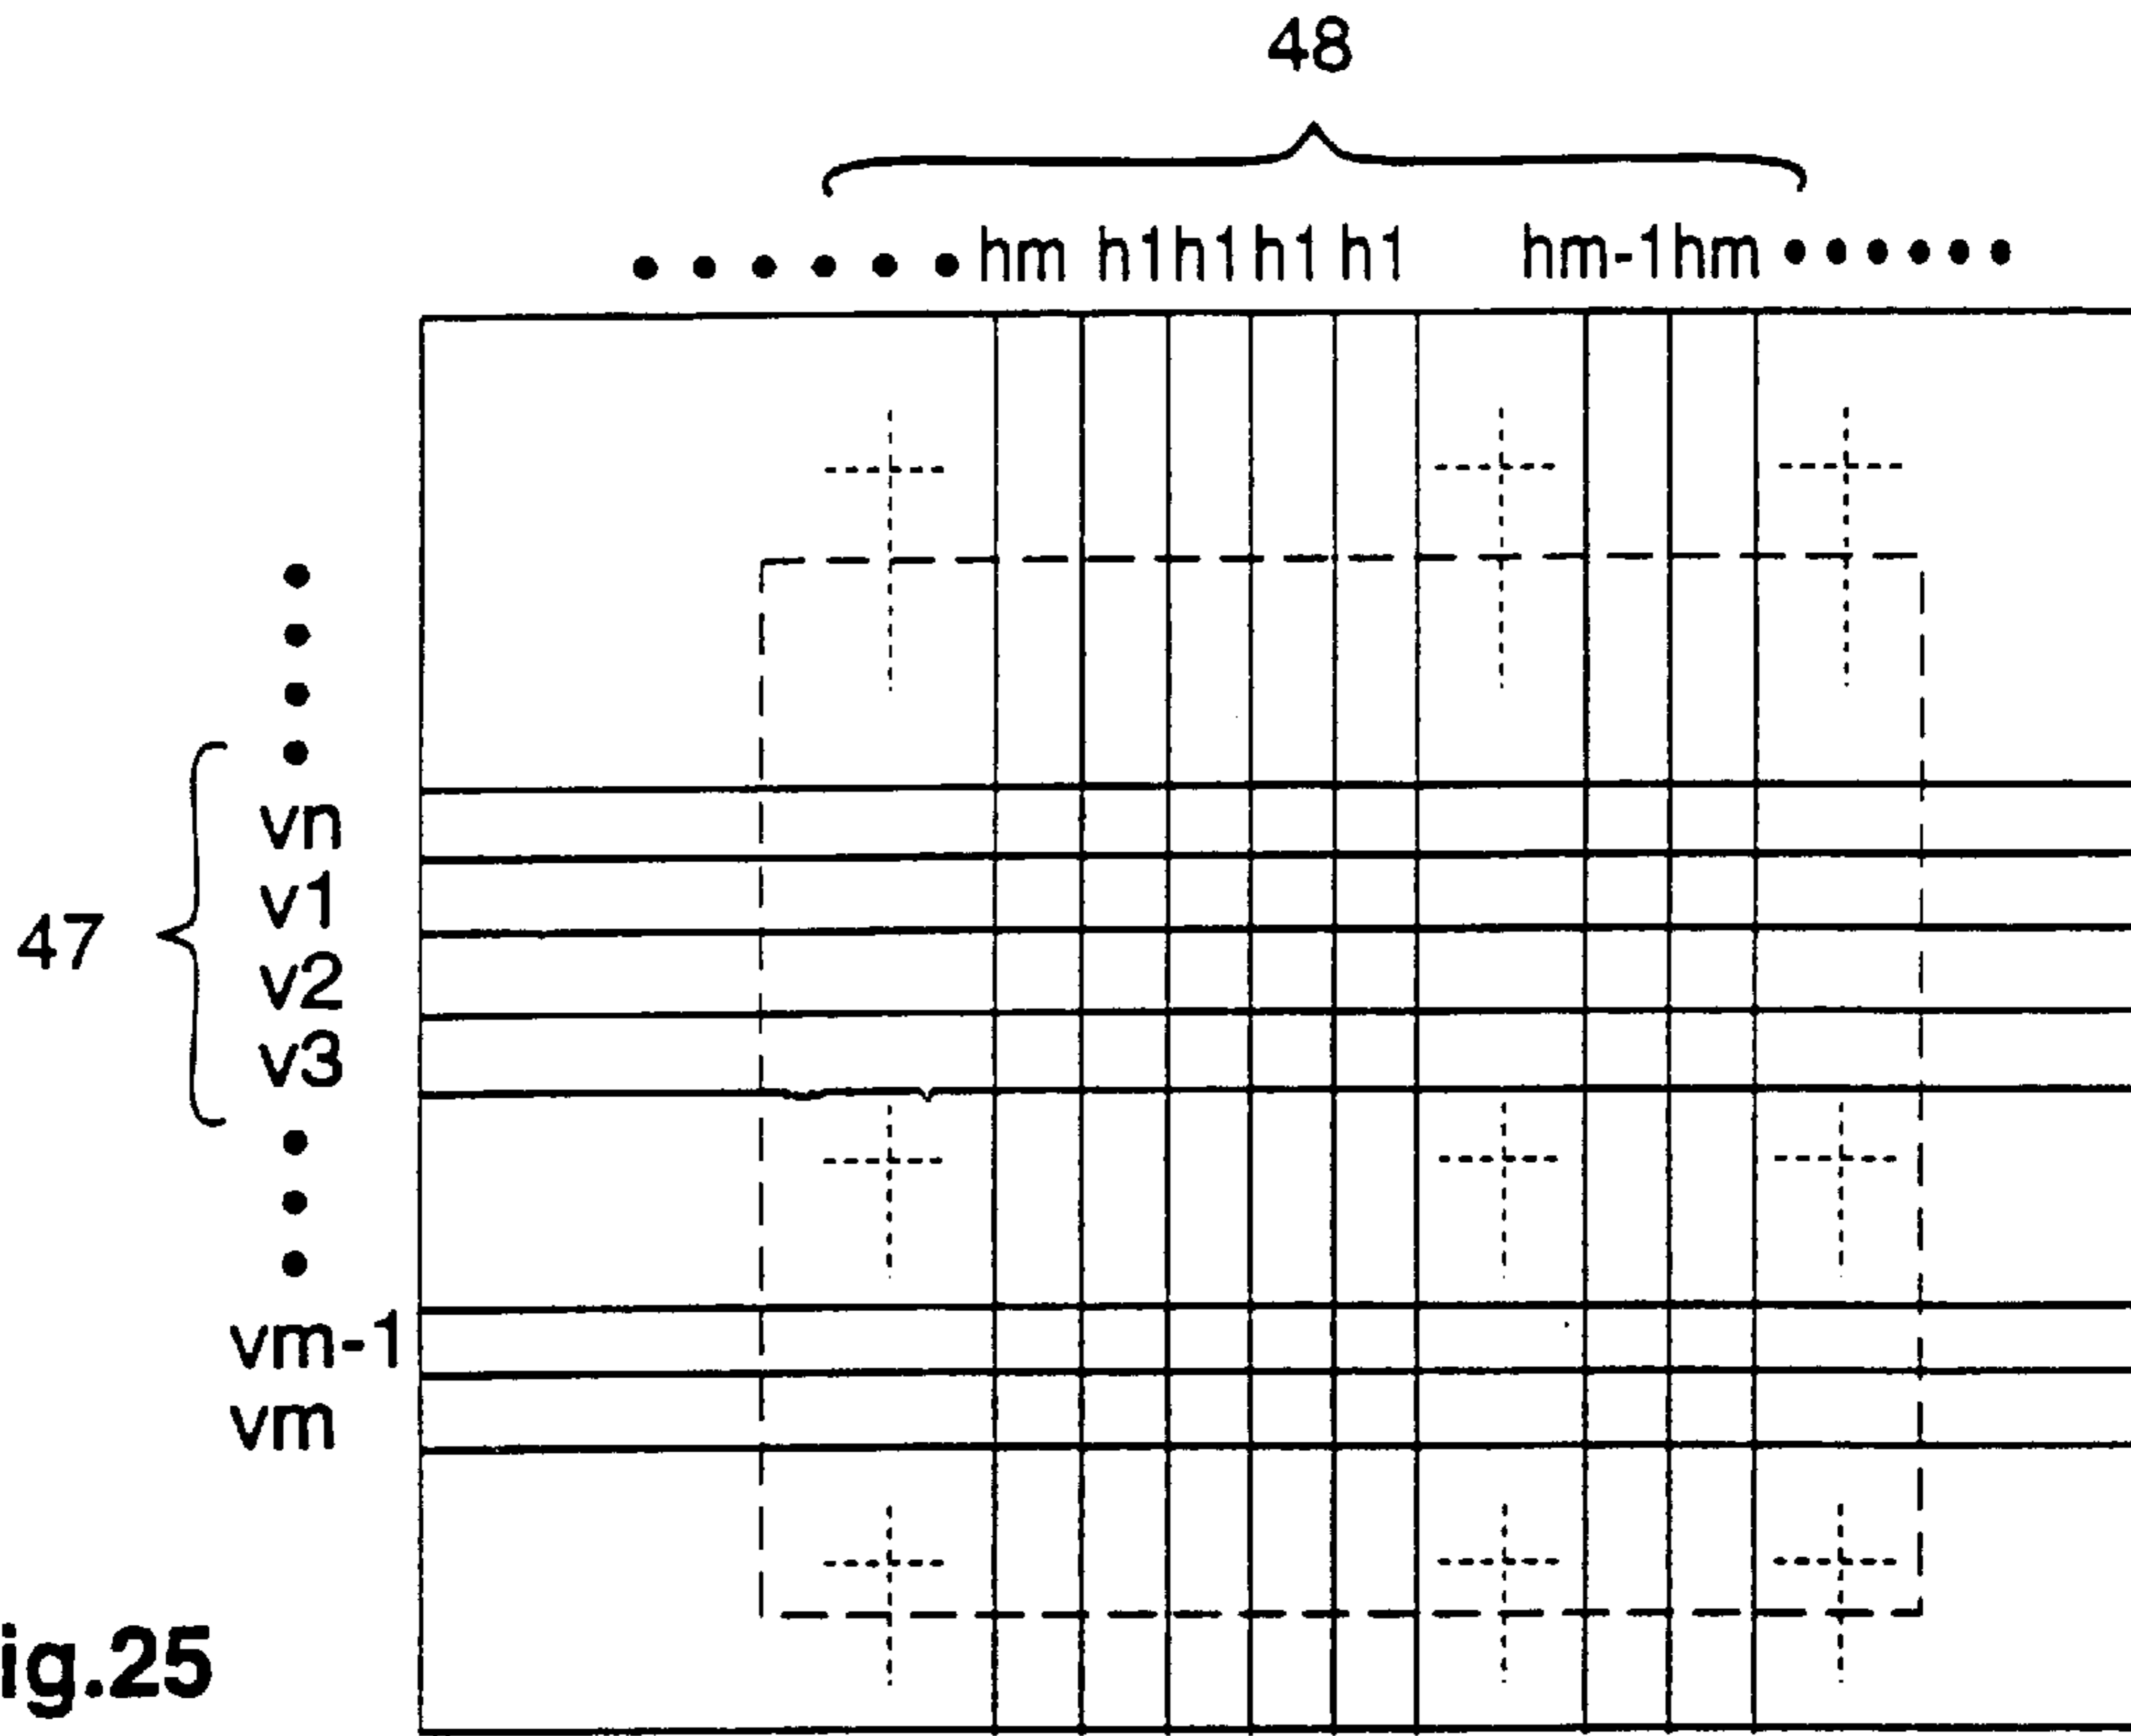 48
••••••hm h1h1h1 h1 hm-1hm••••••
•
•
•
•
vn
v1
47
v2
v3
•
•
•
vm-1
vm
ig.25